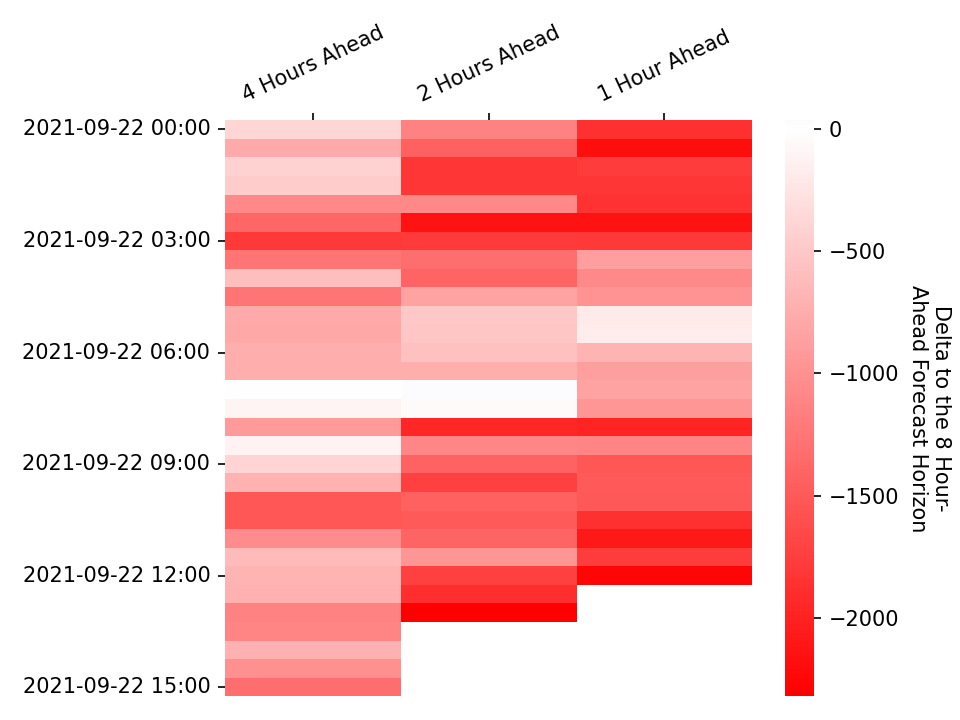 4 Hours Ahead
2 Hours Ahead
1 Hour Ahead
2021-09-22 00:00
2021-09-22 03:00
2021-09-22 06:00
2021-09-22 09:00
2021-09-22 12:00
2021-09-22 15:00
0
−500
−1000
−1500
−2000
Delta to the 8 Hour-
Ahead Forecast Horizon